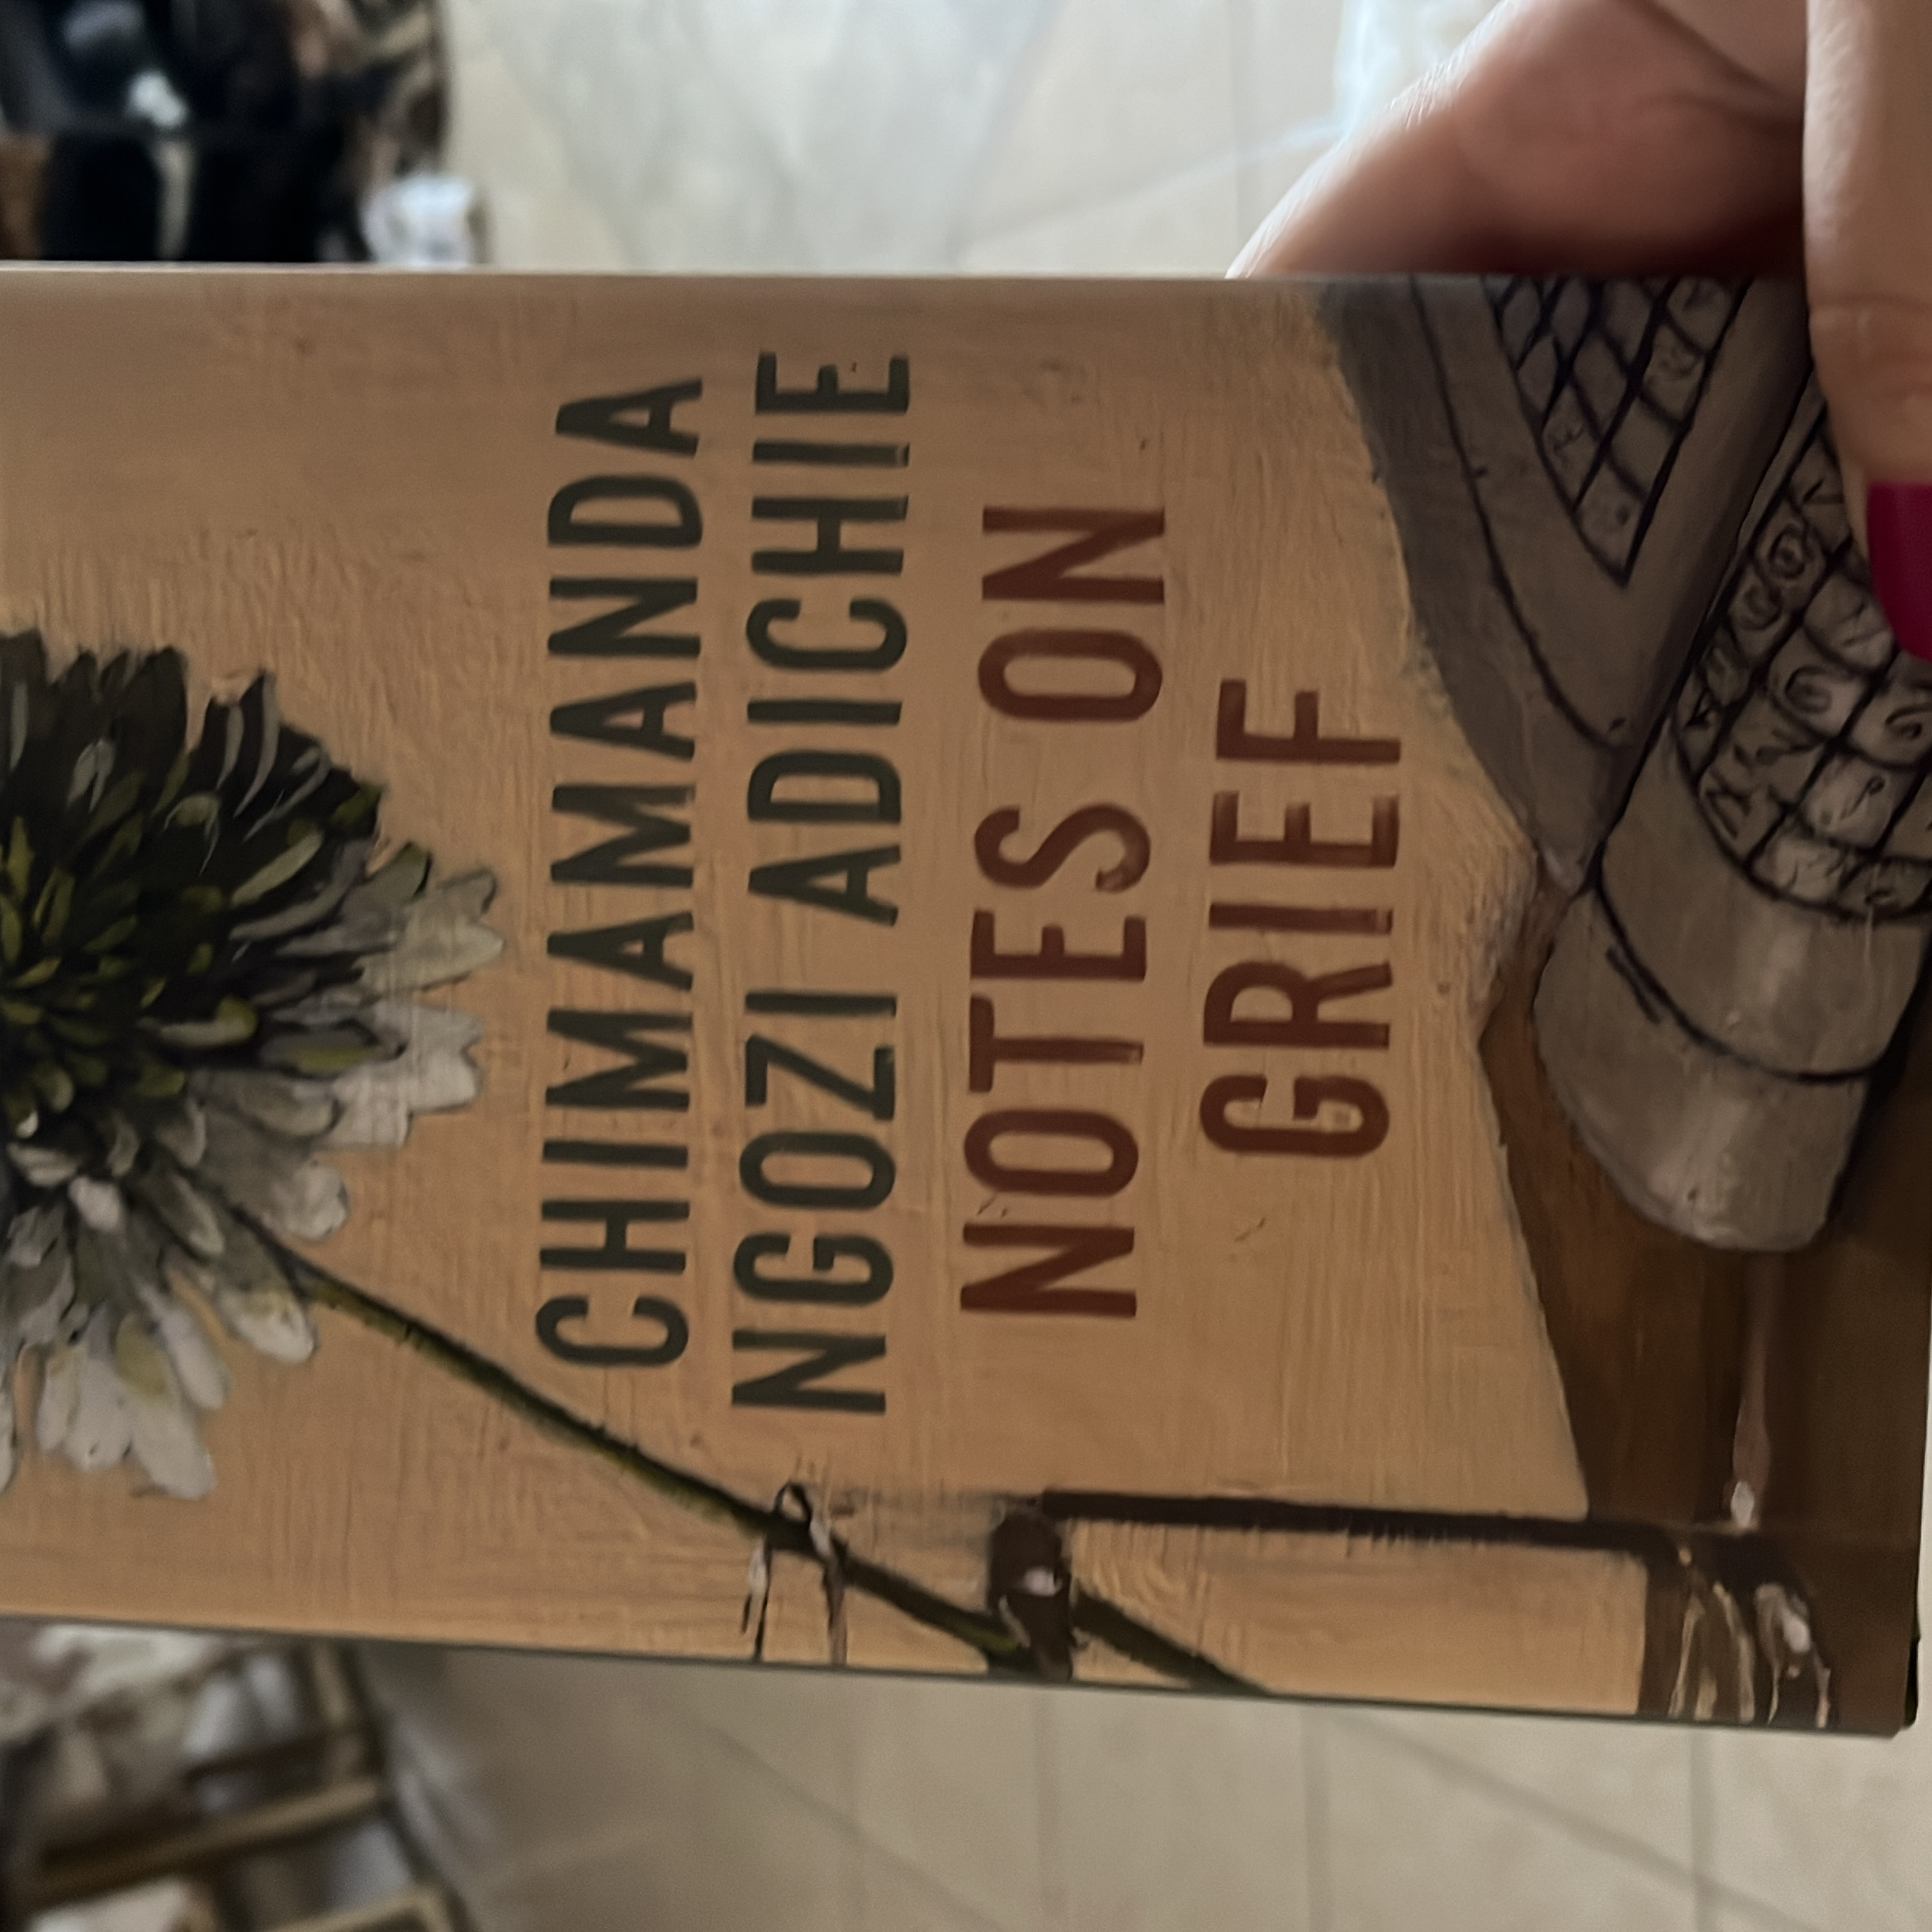 CHIMAMANDA
NGOZI ADICHIE
NOTES ON
GRIEF